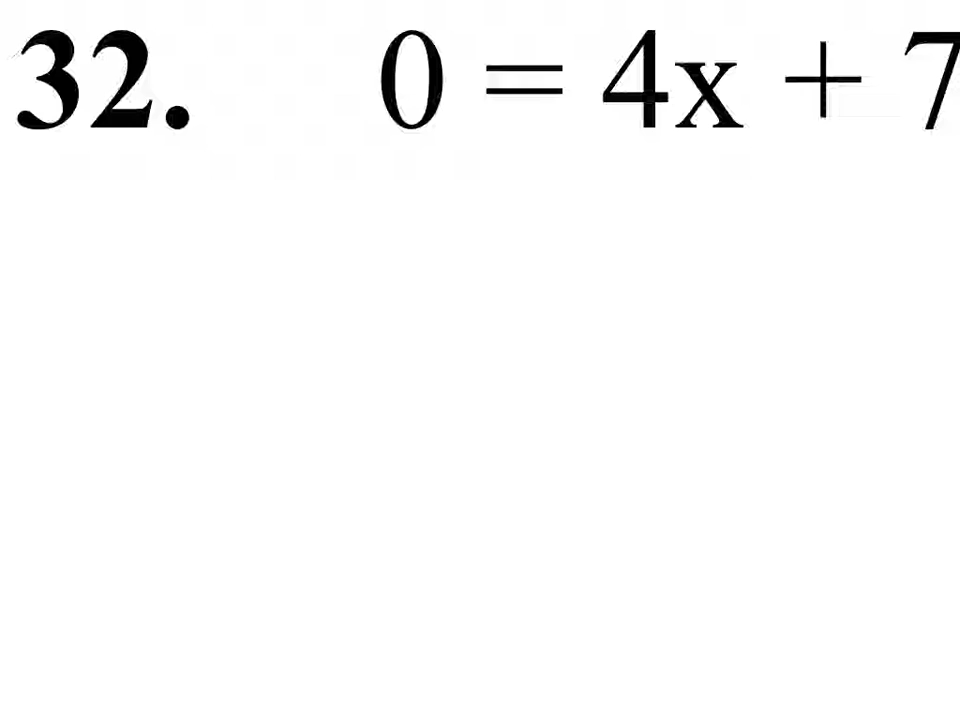 32. 0 = 4x + 7